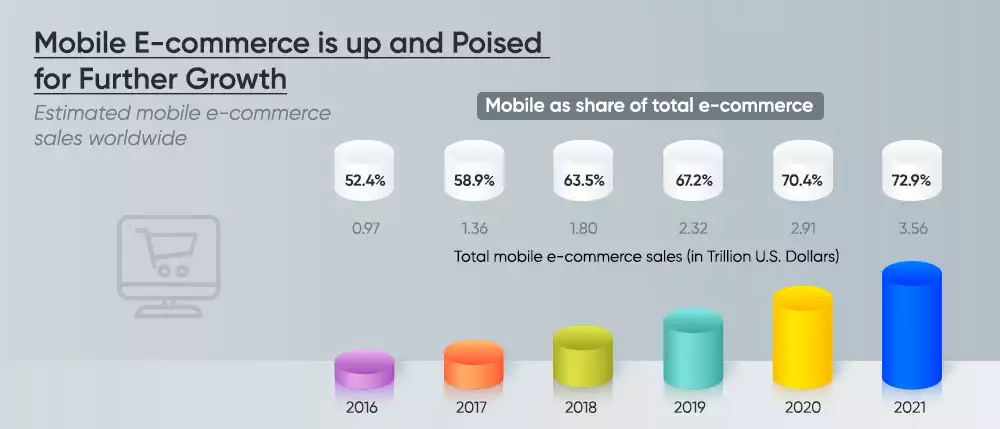 Mobile E-commerce is up and Poised
for Further Growth
Estimated mobile e-commerce
sales worldwide
Mobile as share of total e-commerce
52.4% 58.9% 63.5% 67.2% 70.4% 72.9%
0.97 1.36 1.80 2.32 2.91 3.56
Total mobile e-commerce sales (in Trillion U.S. Dollars)
2016 2017 2018 2019 2020 2021